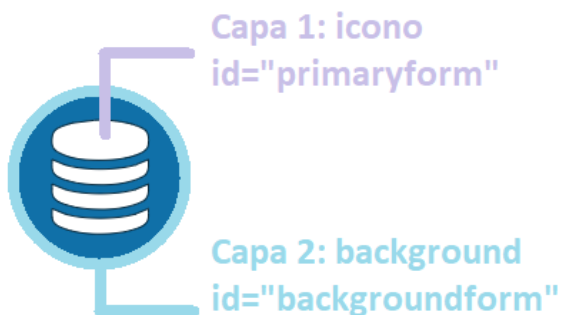 Capa 1: icono
id="primaryform"
Capa 2: background
id="backgroundform"